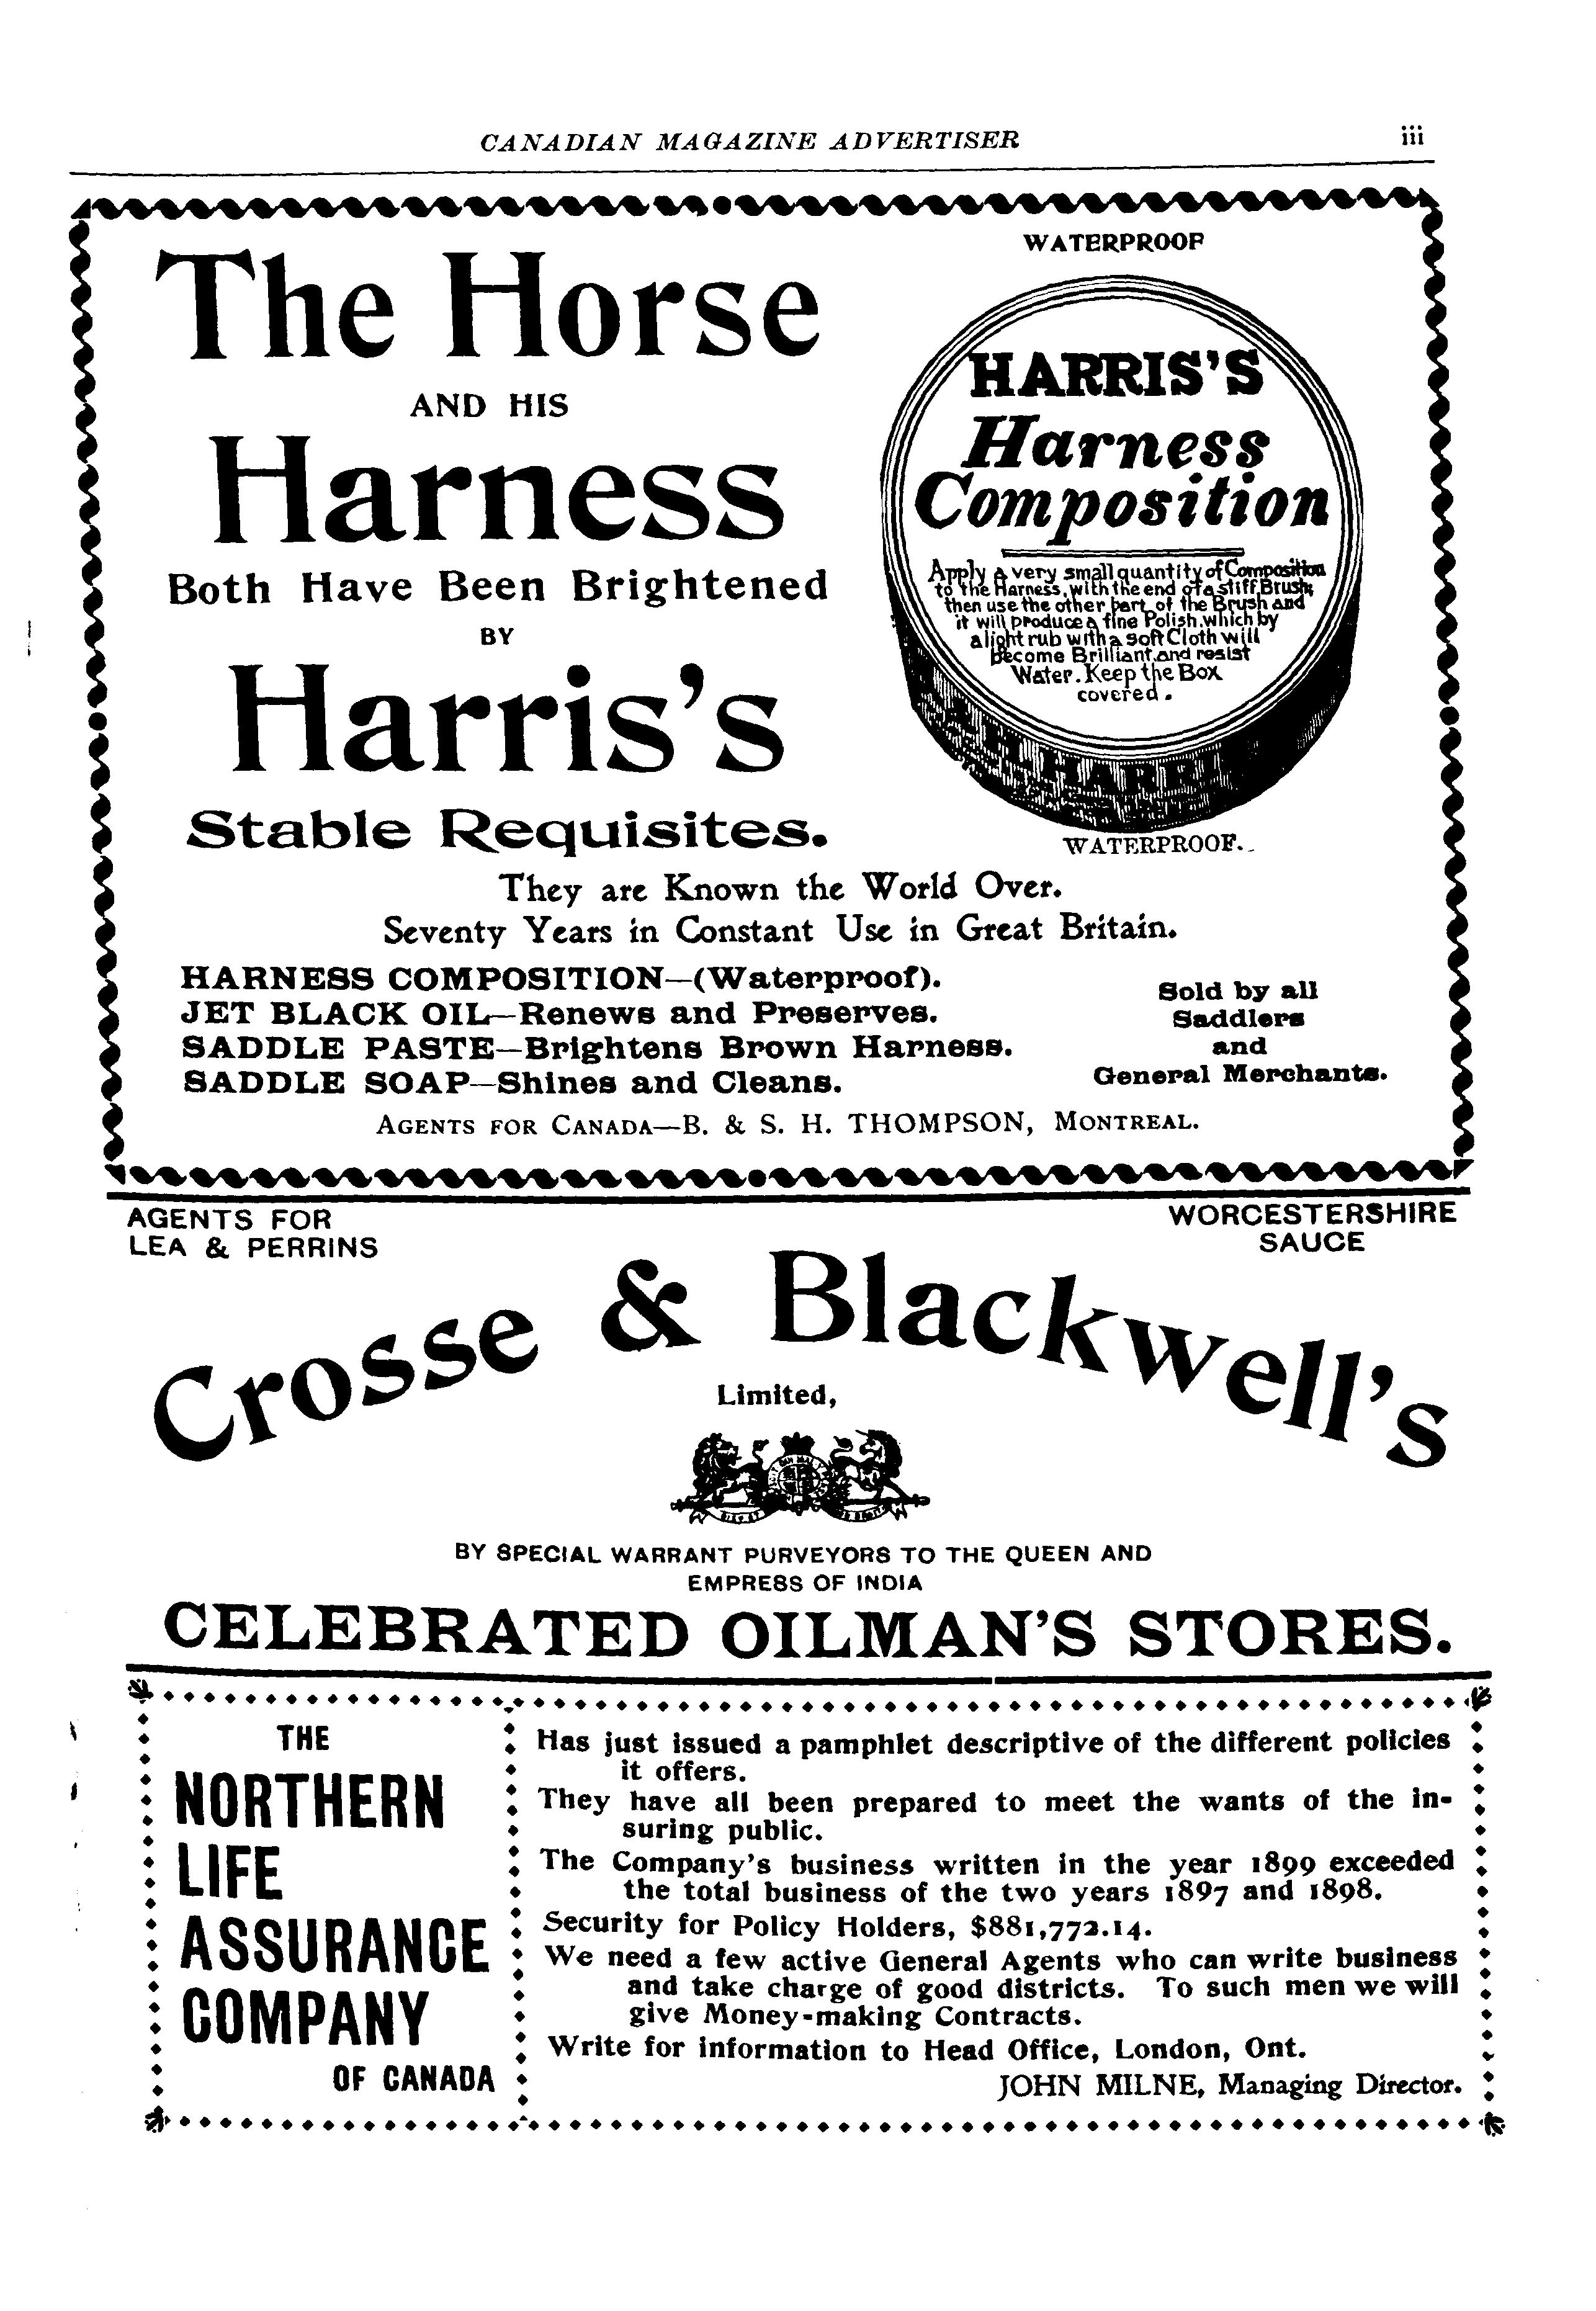 CANADIAN MAGAZINE ADVERTISER iii
The Horse
AND HIS
Harness
Both Have Been Brightened
BY
Harris's
Stable Requisites.
WATERPROOF
HARRIS'S
Harness
Composition
Apply a very small quantity of Composition
to the Harness, with the end of a stiff Brush;
then use the other part of the Brush and
it will produce a fine Polish, which by
a light rub with a soft Cloth will
become Brilliant, and resist
Water. Keep the Box
covered.
HARRI
WATERPROOF.
They are Known the World Over.
Seventy Years in Constant Use in Great Britain.
HARNESS COMPOSITION—(Waterproof).
JET BLACK OIL—Renews and Preserves.
SADDLE PASTE—Brightens Brown Harness.
SADDLE SOAP—Shines and Cleans.
Sold by all
Saddlers
and
General Merchants.
AGENTS FOR CANADA—B. & S. H. THOMPSON, MONTREAL.
AGENTS FOR
LEA & PERRINS
WORCESTERSHIRE
SAUCE
Crosse & Blackwell's
Limited,
BY SPECIAL WARRANT PURVEYORS TO THE QUEEN AND
EMPRESS OF INDIA
CELEBRATED OILMAN'S STORES.
THE
NORTHERN
LIFE
ASSURANCE
COMPANY
OF CANADA
Has just issued a pamphlet descriptive of the different policies
it offers.
They have all been prepared to meet the wants of the in-
suring public.
The Company's business written in the year 1899 exceeded
the total business of the two years 1897 and 1898.
Security for Policy Holders, $881,772.14.
We need a few active General Agents who can write business
and take charge of good districts. To such men we will
give Money-making Contracts.
Write for information to Head Office, London, Ont.
JOHN MILNE, Managing Director.